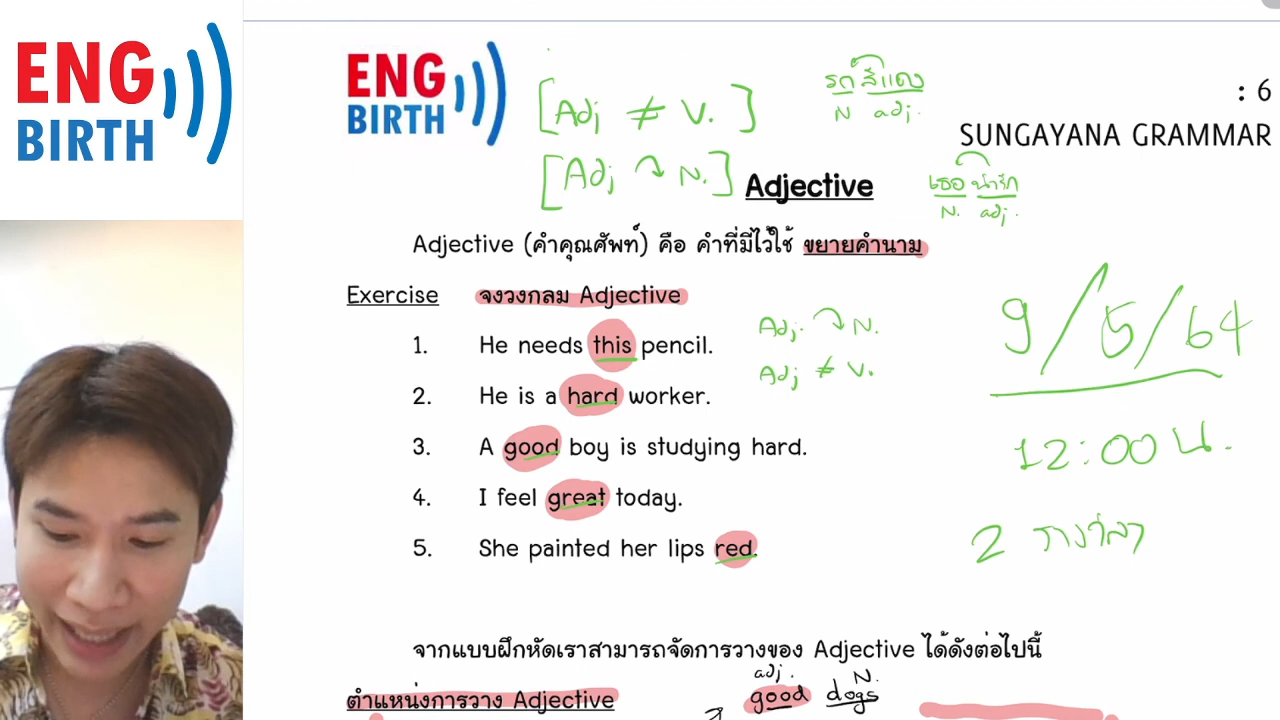 ENG
BIRTH
ENG
BIRTH
[Adj ≠ V.]
รถ สีแดง
N adj.
: 6
SUNGAYANA GRAMMAR
[Adj ↷ N.]
Adjective
เธอ น่ารัก
N. adj.
Adjective (คำคุณศัพท์) คือ คำที่มีไว้ใช้ ขยายคำนาม
Exercise จงวงกลม Adjective
1. He needs this pencil.
Adj. ↷ N.
2. He is a hard worker.
Adj ≠ V.
9/5/64
3. A good boy is studying hard.
12:00 น.
4. I feel great today.
5. She painted her lips red.
2 รางวัล
จากแบบฝึกหัดเราสามารถจัดการวางของ Adjective ได้ดังต่อไปนี้
adj. N.
ตำแหน่งการวาง Adjective
good dogs